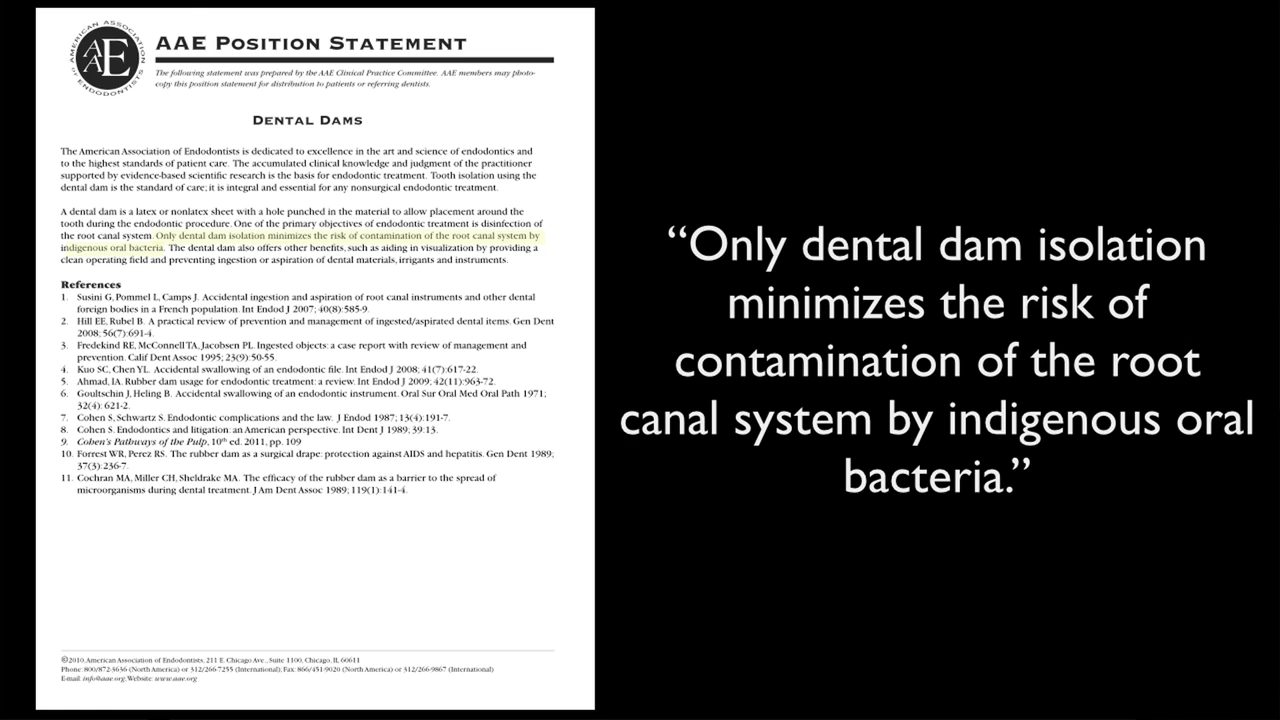 AMERICAN ASSOCIATION
of ENDODONTISTS
AAE
AAE POSITION STATEMENT
The following statement was prepared by the AAE Clinical Practice Committee. AAE members may photo-
copy this position statement for distribution to patients or referring dentists.
DENTAL DAMS
The American Association of Endodontists is dedicated to excellence in the art and science of endodontics and
to the highest standards of patient care. The accumulated clinical knowledge and judgment of the practitioner
supported by evidence-based scientific research is the basis for endodontic treatment. Tooth isolation using the
dental dam is the standard of care; it is integral and essential for any nonsurgical endodontic treatment.
A dental dam is a latex or nonlatex sheet with a hole punched in the material to allow placement around the
tooth during the endodontic procedure. One of the primary objectives of endodontic treatment is disinfection of
the root canal system. Only dental dam isolation minimizes the risk of contamination of the root canal system by
indigenous oral bacteria. The dental dam also offers other benefits, such as aiding in visualization by providing a
clean operating field and preventing ingestion or aspiration of dental materials, irrigants and instruments.
References
1. Susini G, Pommel L, Camps J. Accidental ingestion and aspiration of root canal instruments and other dental
foreign bodies in a French population. Int Endod J 2007; 40(8):585-9.
2. Hill EE, Rubel B. A practical review of prevention and management of ingested/aspirated dental items. Gen Dent
2008; 56(7):691-4.
3. Fredekind RE, McConnell TA, Jacobsen PL. Ingested objects: a case report with review of management and
prevention. Calif Dent Assoc 1995; 23(9):50-55.
4. Kuo SC, Chen YL. Accidental swallowing of an endodontic file. Int Endod J 2008; 41(7):617-22.
5. Ahmad, IA. Rubber dam usage for endodontic treatment: a review. Int Endod J 2009; 42(11):963-72.
6. Goultschin J, Heling B. Accidental swallowing of an endodontic instrument. Oral Sur Oral Med Oral Path 1971;
32(4): 621-2.
7. Cohen S, Schwartz S. Endodontic complications and the law. J Endod 1987; 13(4):191-7.
8. Cohen S. Endodontics and litigation: an American perspective. Int Dent J 1989; 39:13.
9. Cohen's Pathways of the Pulp, 10th ed. 2011, pp. 109
10. Forrest WR, Perez RS. The rubber dam as a surgical drape: protection against AIDS and hepatitis. Gen Dent 1989;
37(3):236-7.
11. Cochran MA, Miller CH, Sheldrake MA. The efficacy of the rubber dam as a barrier to the spread of
microorganisms during dental treatment. J Am Dent Assoc 1989; 119(1):141-4.
©2010, American Association of Endodontists, 211 E. Chicago Ave., Suite 1100, Chicago, IL 60611
Phone: 800/872-3636 (North America) or 312/266-7255 (International); Fax: 866/451-9020 (North America) or 312/266-9867 (International)
E-mail: info@aae.org, Website: www.aae.org
“Only dental dam isolation
minimizes the risk of
contamination of the root
canal system by indigenous oral
bacteria.”